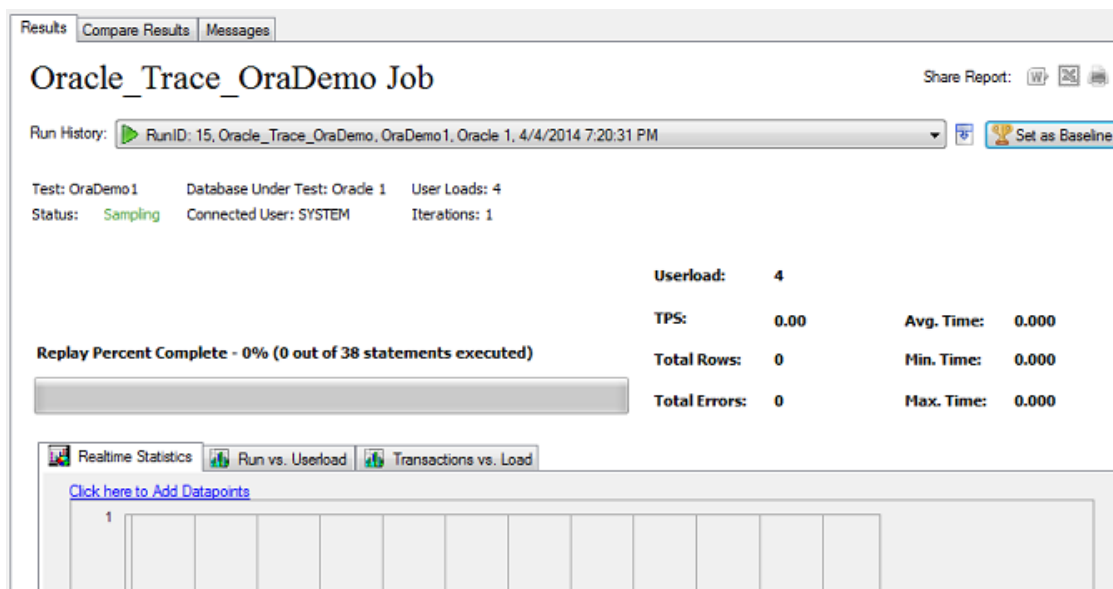 Results Compare Results Messages
Oracle_Trace_OraDemo Job Share Report:
Run History: RunID: 15, Oracle_Trace_OraDemo, OraDemo1, Oracle 1, 4/4/2014 7:20:31 PM Set as Baseline
Test: OraDemo1 Database Under Test: Oracle 1 User Loads: 4
Status: Sampling Connected User: SYSTEM Iterations: 1
Userload: 4
TPS: 0.00 Avg. Time: 0.000
Replay Percent Complete - 0% (0 out of 38 statements executed)
Total Rows: 0 Min. Time: 0.000
Total Errors: 0 Max. Time: 0.000
Realtime Statistics Run vs. Userload Transactions vs. Load
Click here to Add Datapoints
1